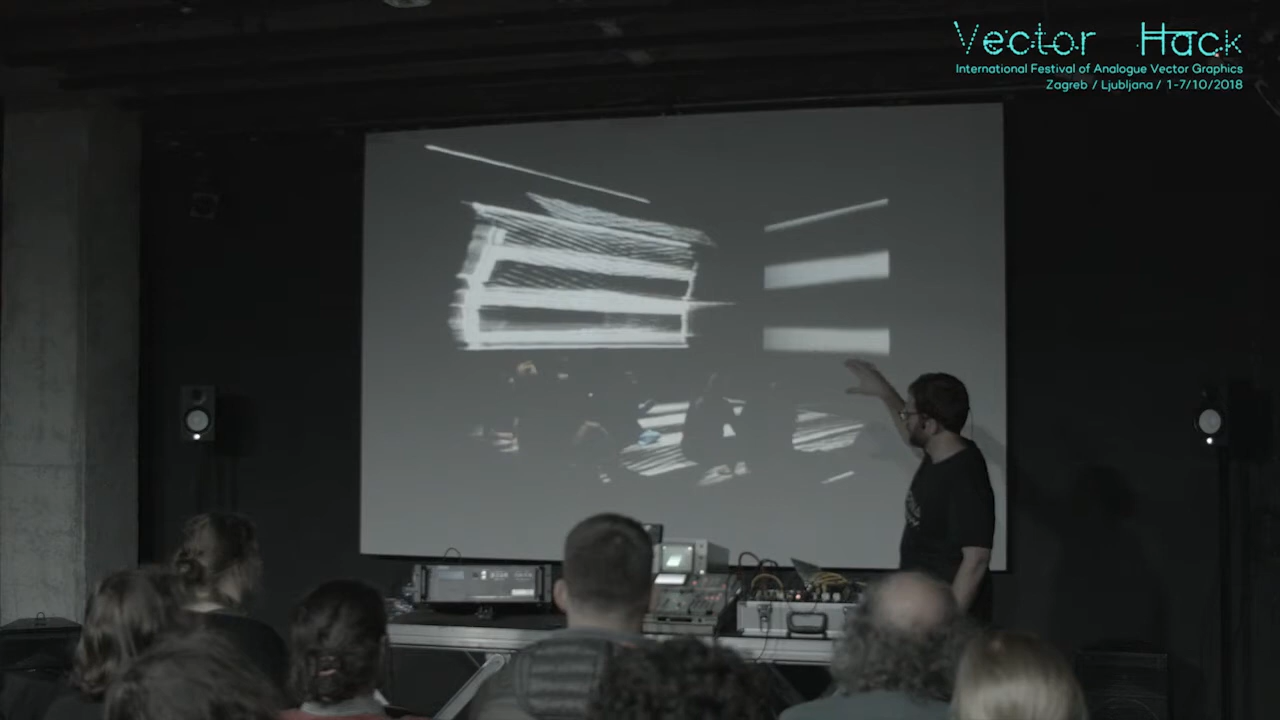 Vector Hack
International Festival of Analogue Vector Graphics
Zagreb / Ljubljana / 1-7/10/2018